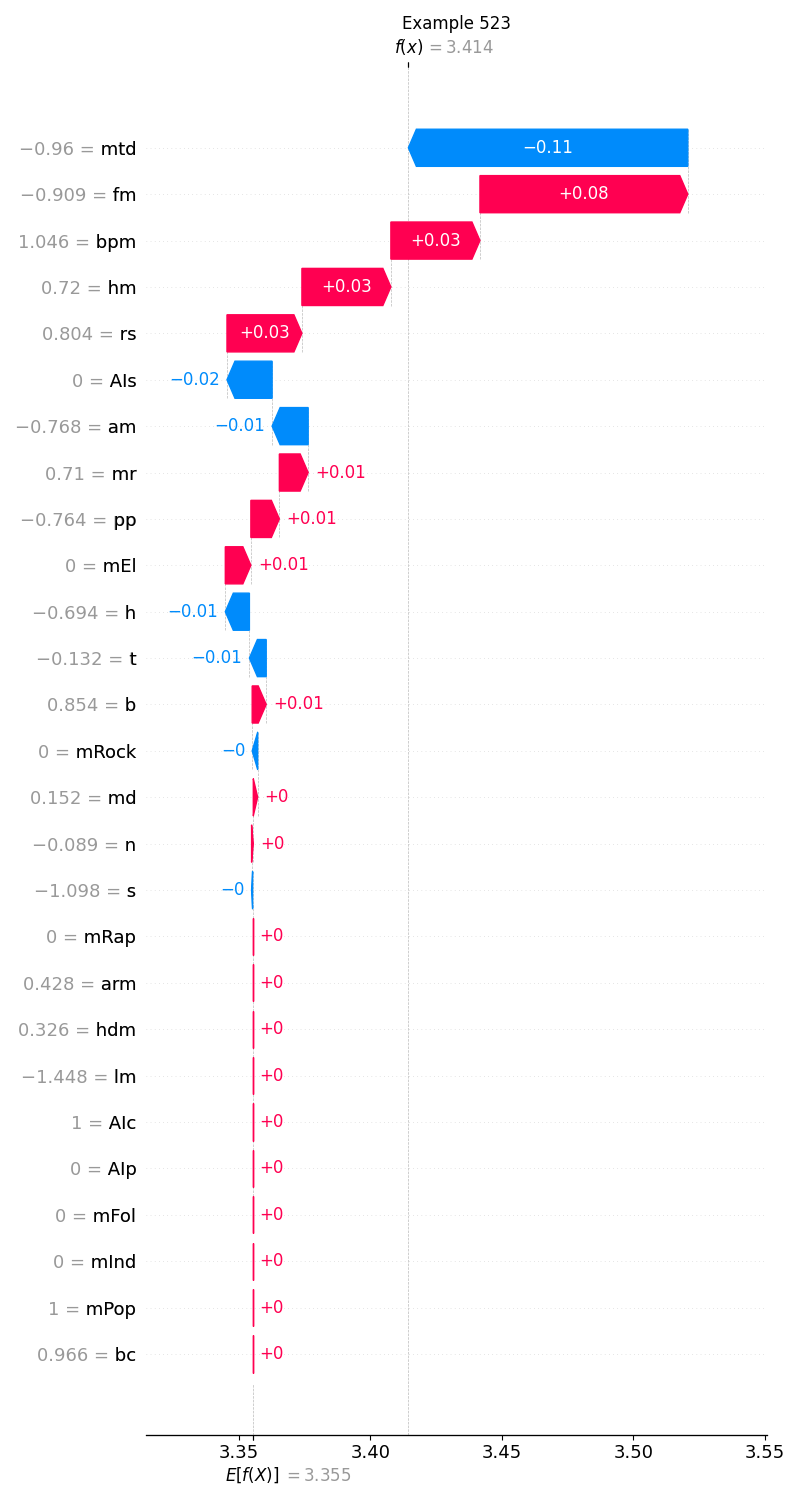 Example 523
f(x) = 3.414
−0.96 = mtd −0.11
−0.909 = fm +0.08
1.046 = bpm +0.03
0.72 = hm +0.03
0.804 = rs +0.03
0 = AIs −0.02
−0.768 = am −0.01
0.71 = mr +0.01
−0.764 = pp +0.01
0 = mEl +0.01
−0.694 = h −0.01
−0.132 = t −0.01
0.854 = b +0.01
0 = mRock −0
0.152 = md +0
−0.089 = n +0
−1.098 = s −0
0 = mRap +0
0.428 = arm +0
0.326 = hdm +0
−1.448 = lm +0
1 = AIc +0
0 = AIp +0
0 = mFol +0
0 = mInd +0
1 = mPop +0
0.966 = bc +0
3.35 3.40 3.45 3.50 3.55
E[f(X)] = 3.355